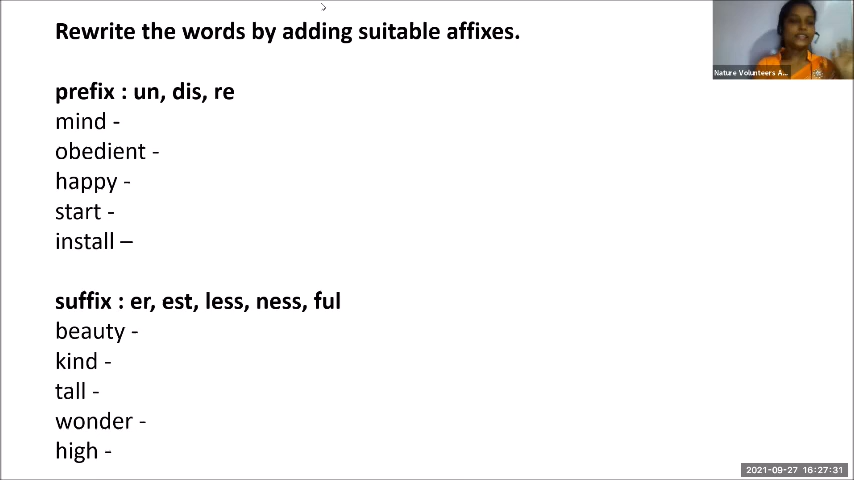 Rewrite the words by adding suitable affixes.
prefix : un, dis, re
mind -
obedient -
happy -
start -
install –
suffix : er, est, less, ness, ful
beauty -
kind -
tall -
wonder -
high -
Nature Volunteers A...
2021-09-27 16:27:31